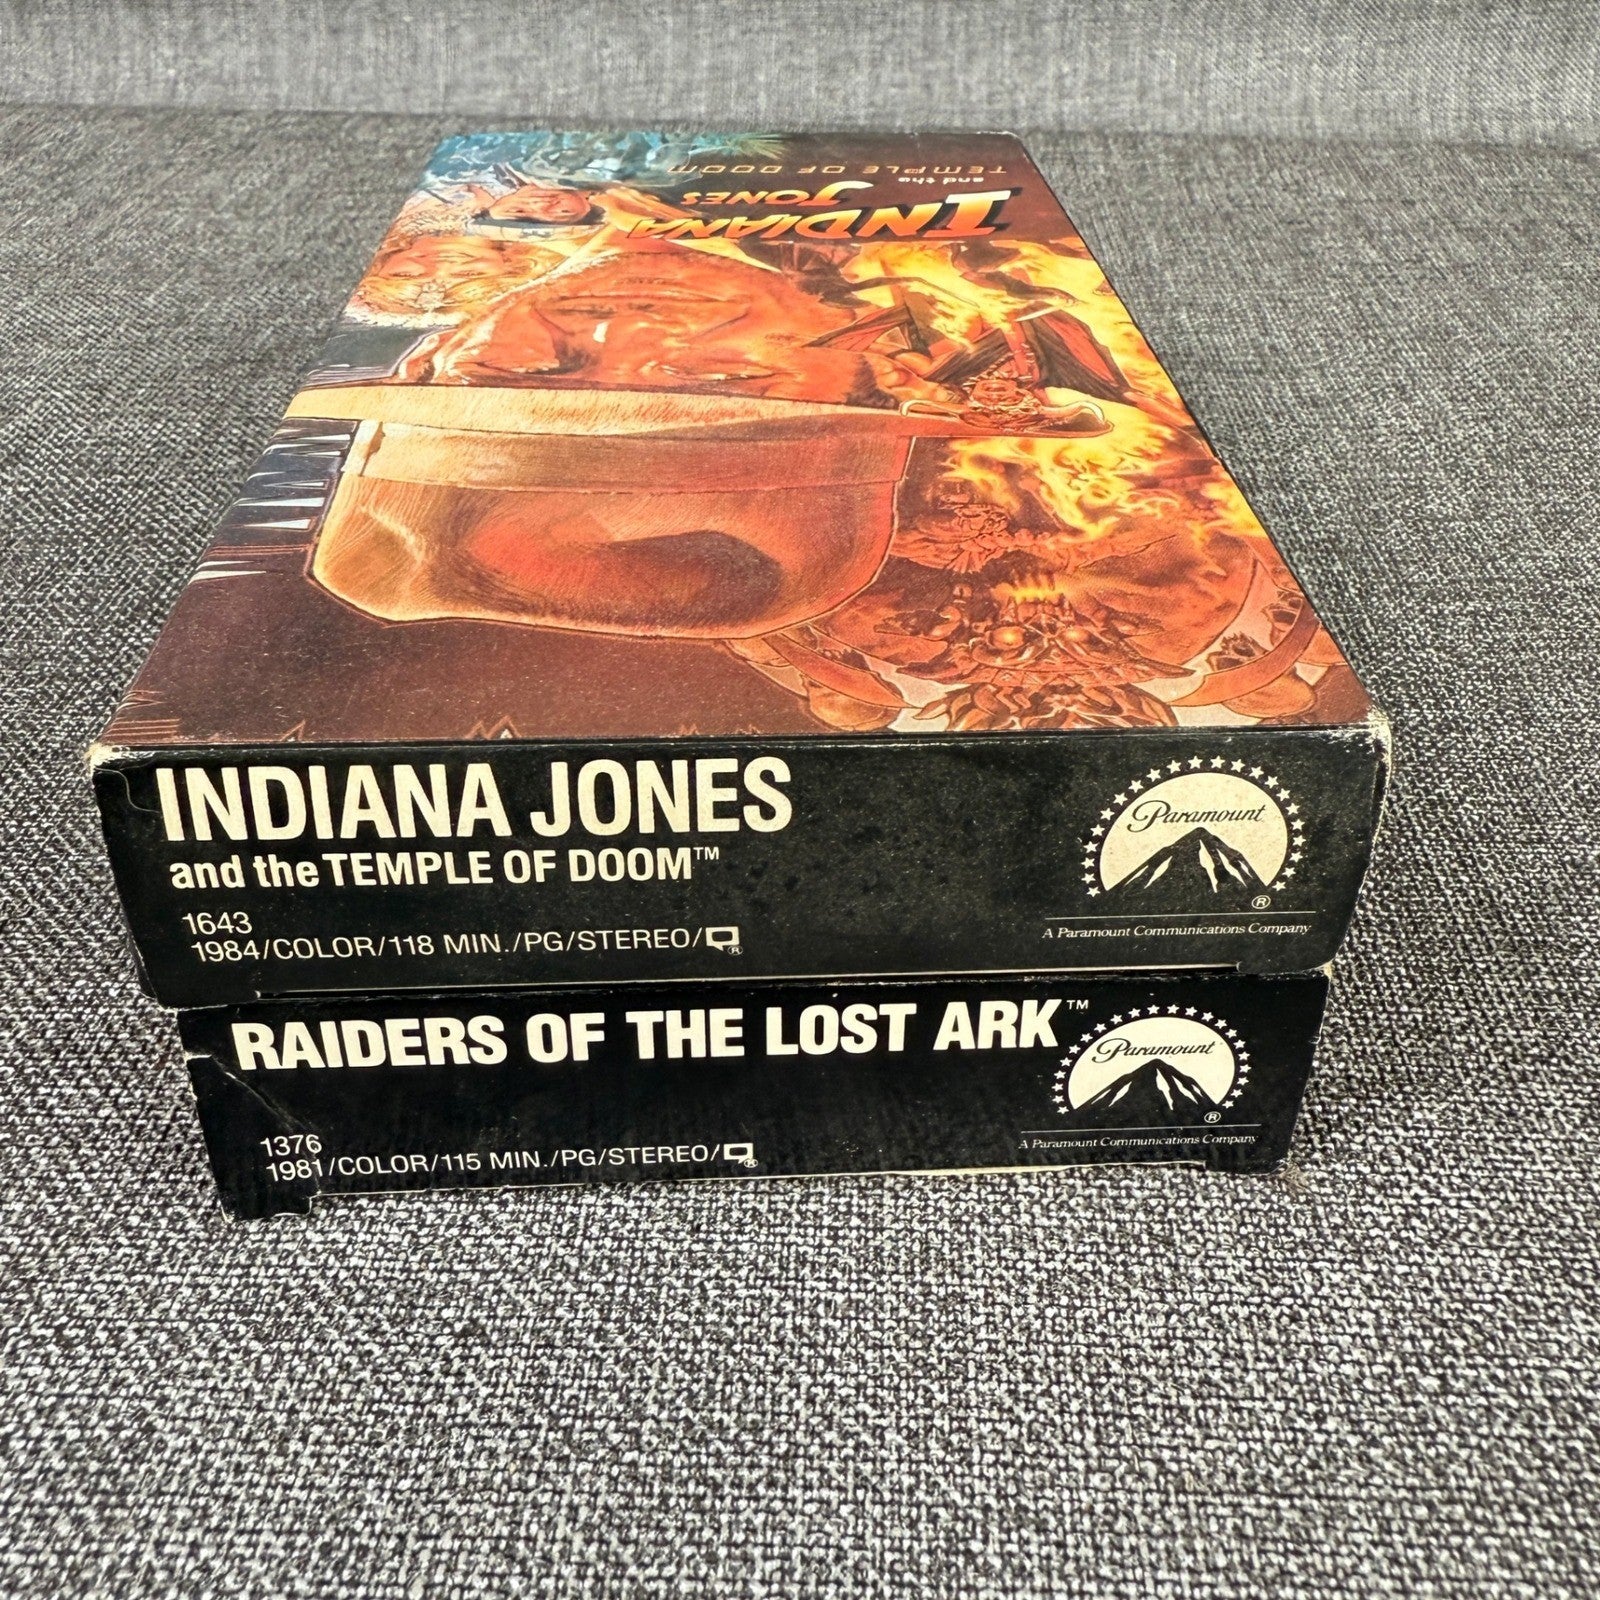 INDIANA
JONES
and the
TEMPLE OF DOOM
INDIANA JONES
and the TEMPLE OF DOOM™
1643
1984/COLOR/118 MIN./PG/STEREO/
Paramount
®
A Paramount Communications Company
RAIDERS OF THE LOST ARK™
1376
1981/COLOR/115 MIN./PG/STEREO/
®
Paramount
®
A Paramount Communications Company